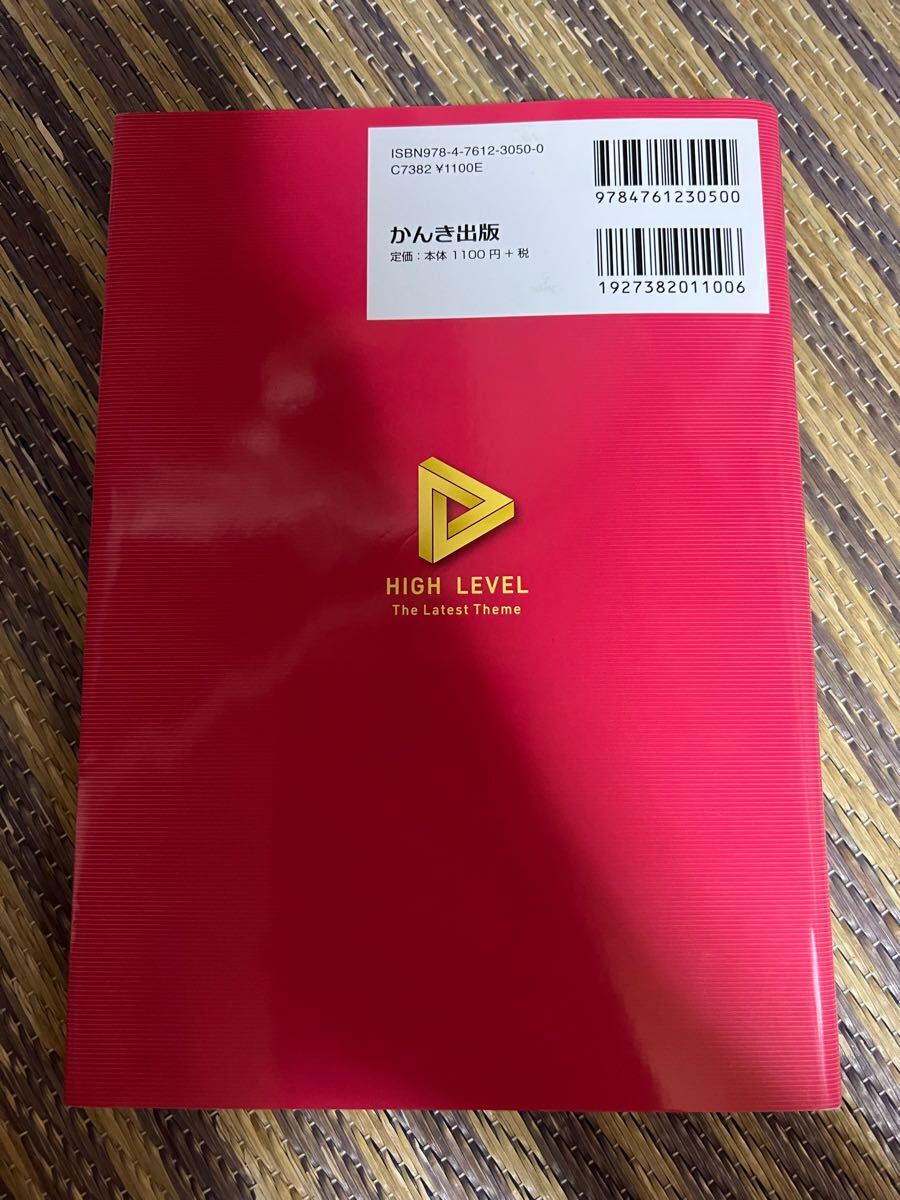 ISBN978-4-7612-3050-0
C7382 ¥1100E
かんき出版
定価：本体 1100 円 + 税
9784761230500
1927382011006
HIGH LEVEL
The Latest Theme